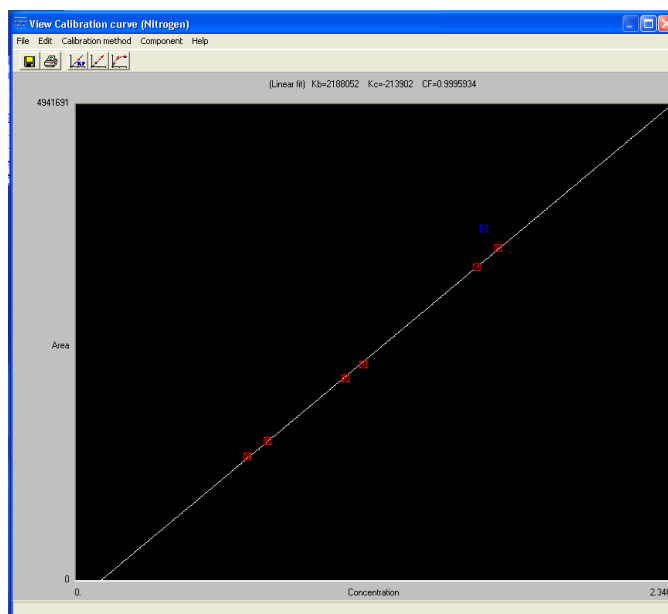 View Calibration curve (Nitrogen)
File Edit Calibration method Component Help
(Linear fit) Kb=2188052 Kc=-213902 CF=0.9995934
4941691
Area
0
0. Concentration